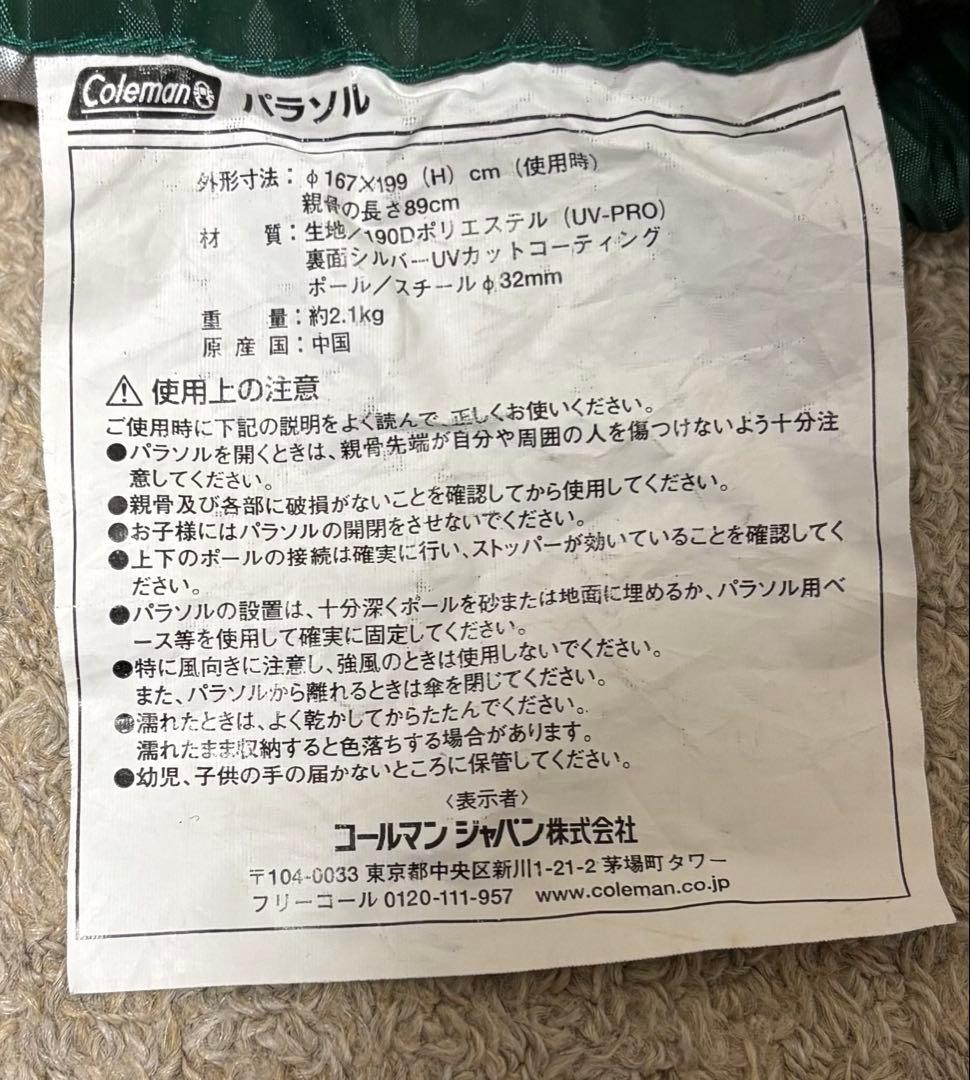 Coleman パラソル
外形寸法：φ167×199（H）cm（使用時）
親骨の長さ89cm
材　質：生地／190Dポリエステル（UV-PRO）
裏面シルバーUVカットコーティング
ポール／スチールφ32mm
重　量：約2.1kg
原産国：中国
⚠使用上の注意
ご使用時に下記の説明をよく読んで、正しくお使いください。
●パラソルを開くときは、親骨先端が自分や周囲の人を傷つけないよう十分注
意してください。
●親骨及び各部に破損がないことを確認してから使用してください。
●お子様にはパラソルの開閉をさせないでください。
●上下のポールの接続は確実に行い、ストッパーが効いていることを確認してく
ださい。
●パラソルの設置は、十分深くポールを砂または地面に埋めるか、パラソル用ベ
ース等を使用して確実に固定してください。
●特に風向きに注意し、強風のときは使用しないでください。
また、パラソルから離れるときは傘を閉じてください。
●濡れたときは、よく乾かしてからたたんでください。
濡れたまま収納すると色落ちする場合があります。
●幼児、子供の手の届かないところに保管してください。
〈表示者〉
コールマン ジャパン株式会社
〒104-0033 東京都中央区新川1-21-2 茅場町タワー
フリーコール 0120-111-957 www.coleman.co.jp